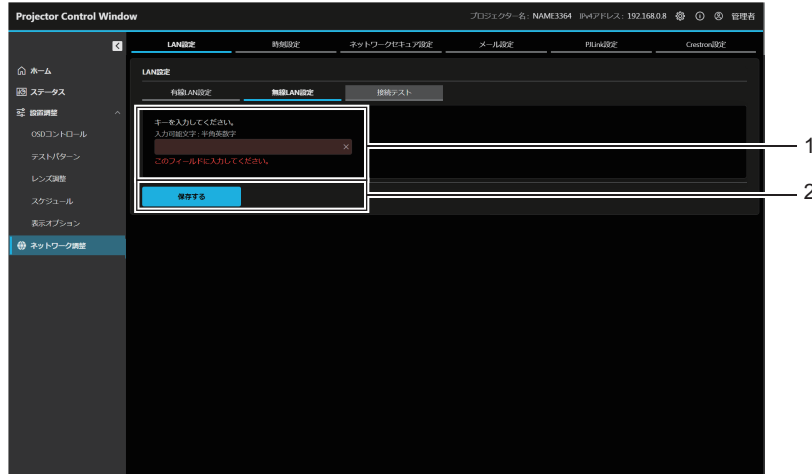 Projector Control Window
プロジェクター名: NAME3364 IPv4アドレス: 192.168.0.8 管理者
LAN設定 時刻設定 ネットワークセキュア設定 メール設定 PJLink設定 Crestron設定
ホーム
ステータス
設置調整
OSDコントロール
テストパターン
レンズ調整
スケジュール
表示オプション
ネットワーク調整
LAN設定
有線LAN設定 無線LAN設定 接続テスト
キーを入力してください。
入力可能文字: 半角英数字
このフィールドに入力してください。
1
保存する
2